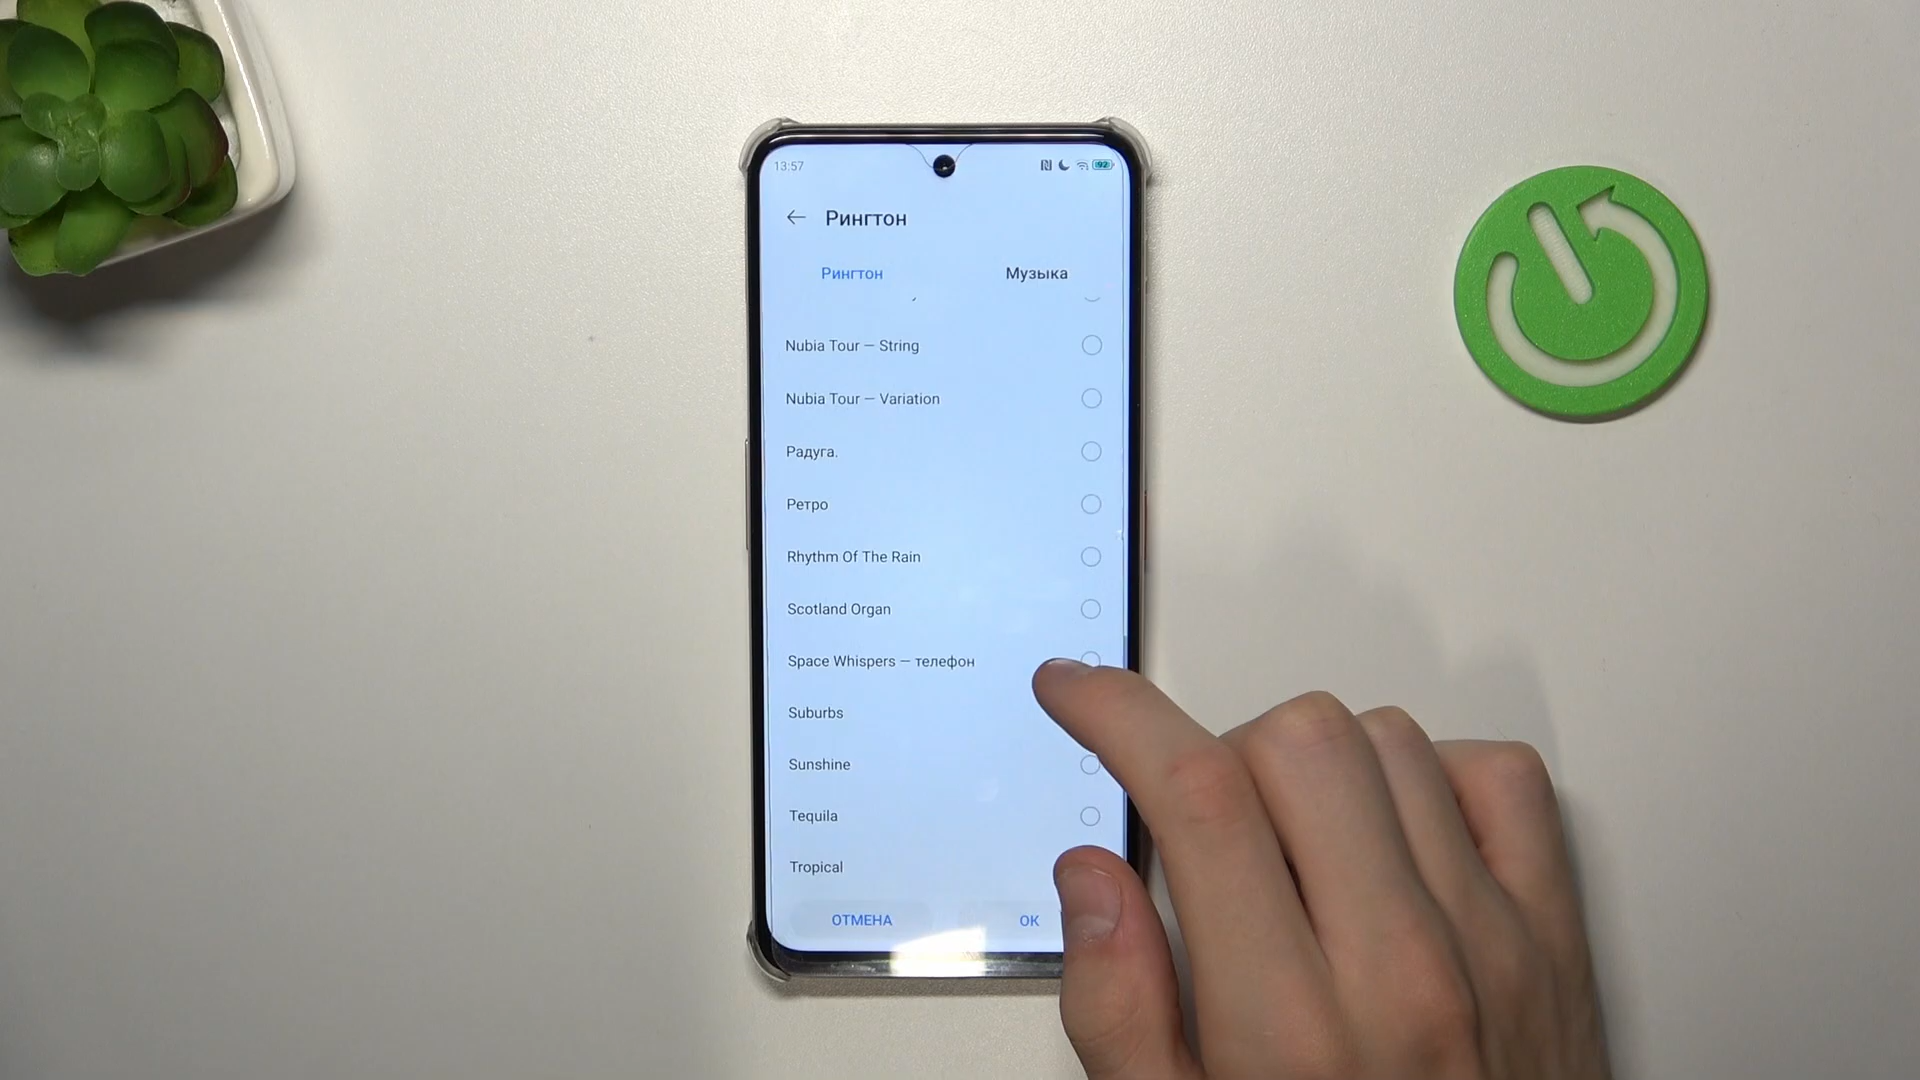 13:57
92
Рингтон
Рингтон
Музыка
Nubia Tour – String
Nubia Tour – Variation
Радуга.
Ретро
Rhythm Of The Rain
Scotland Organ
Space Whispers – телефон
Suburbs
Sunshine
Tequila
Tropical
ОТМЕНА
ОК